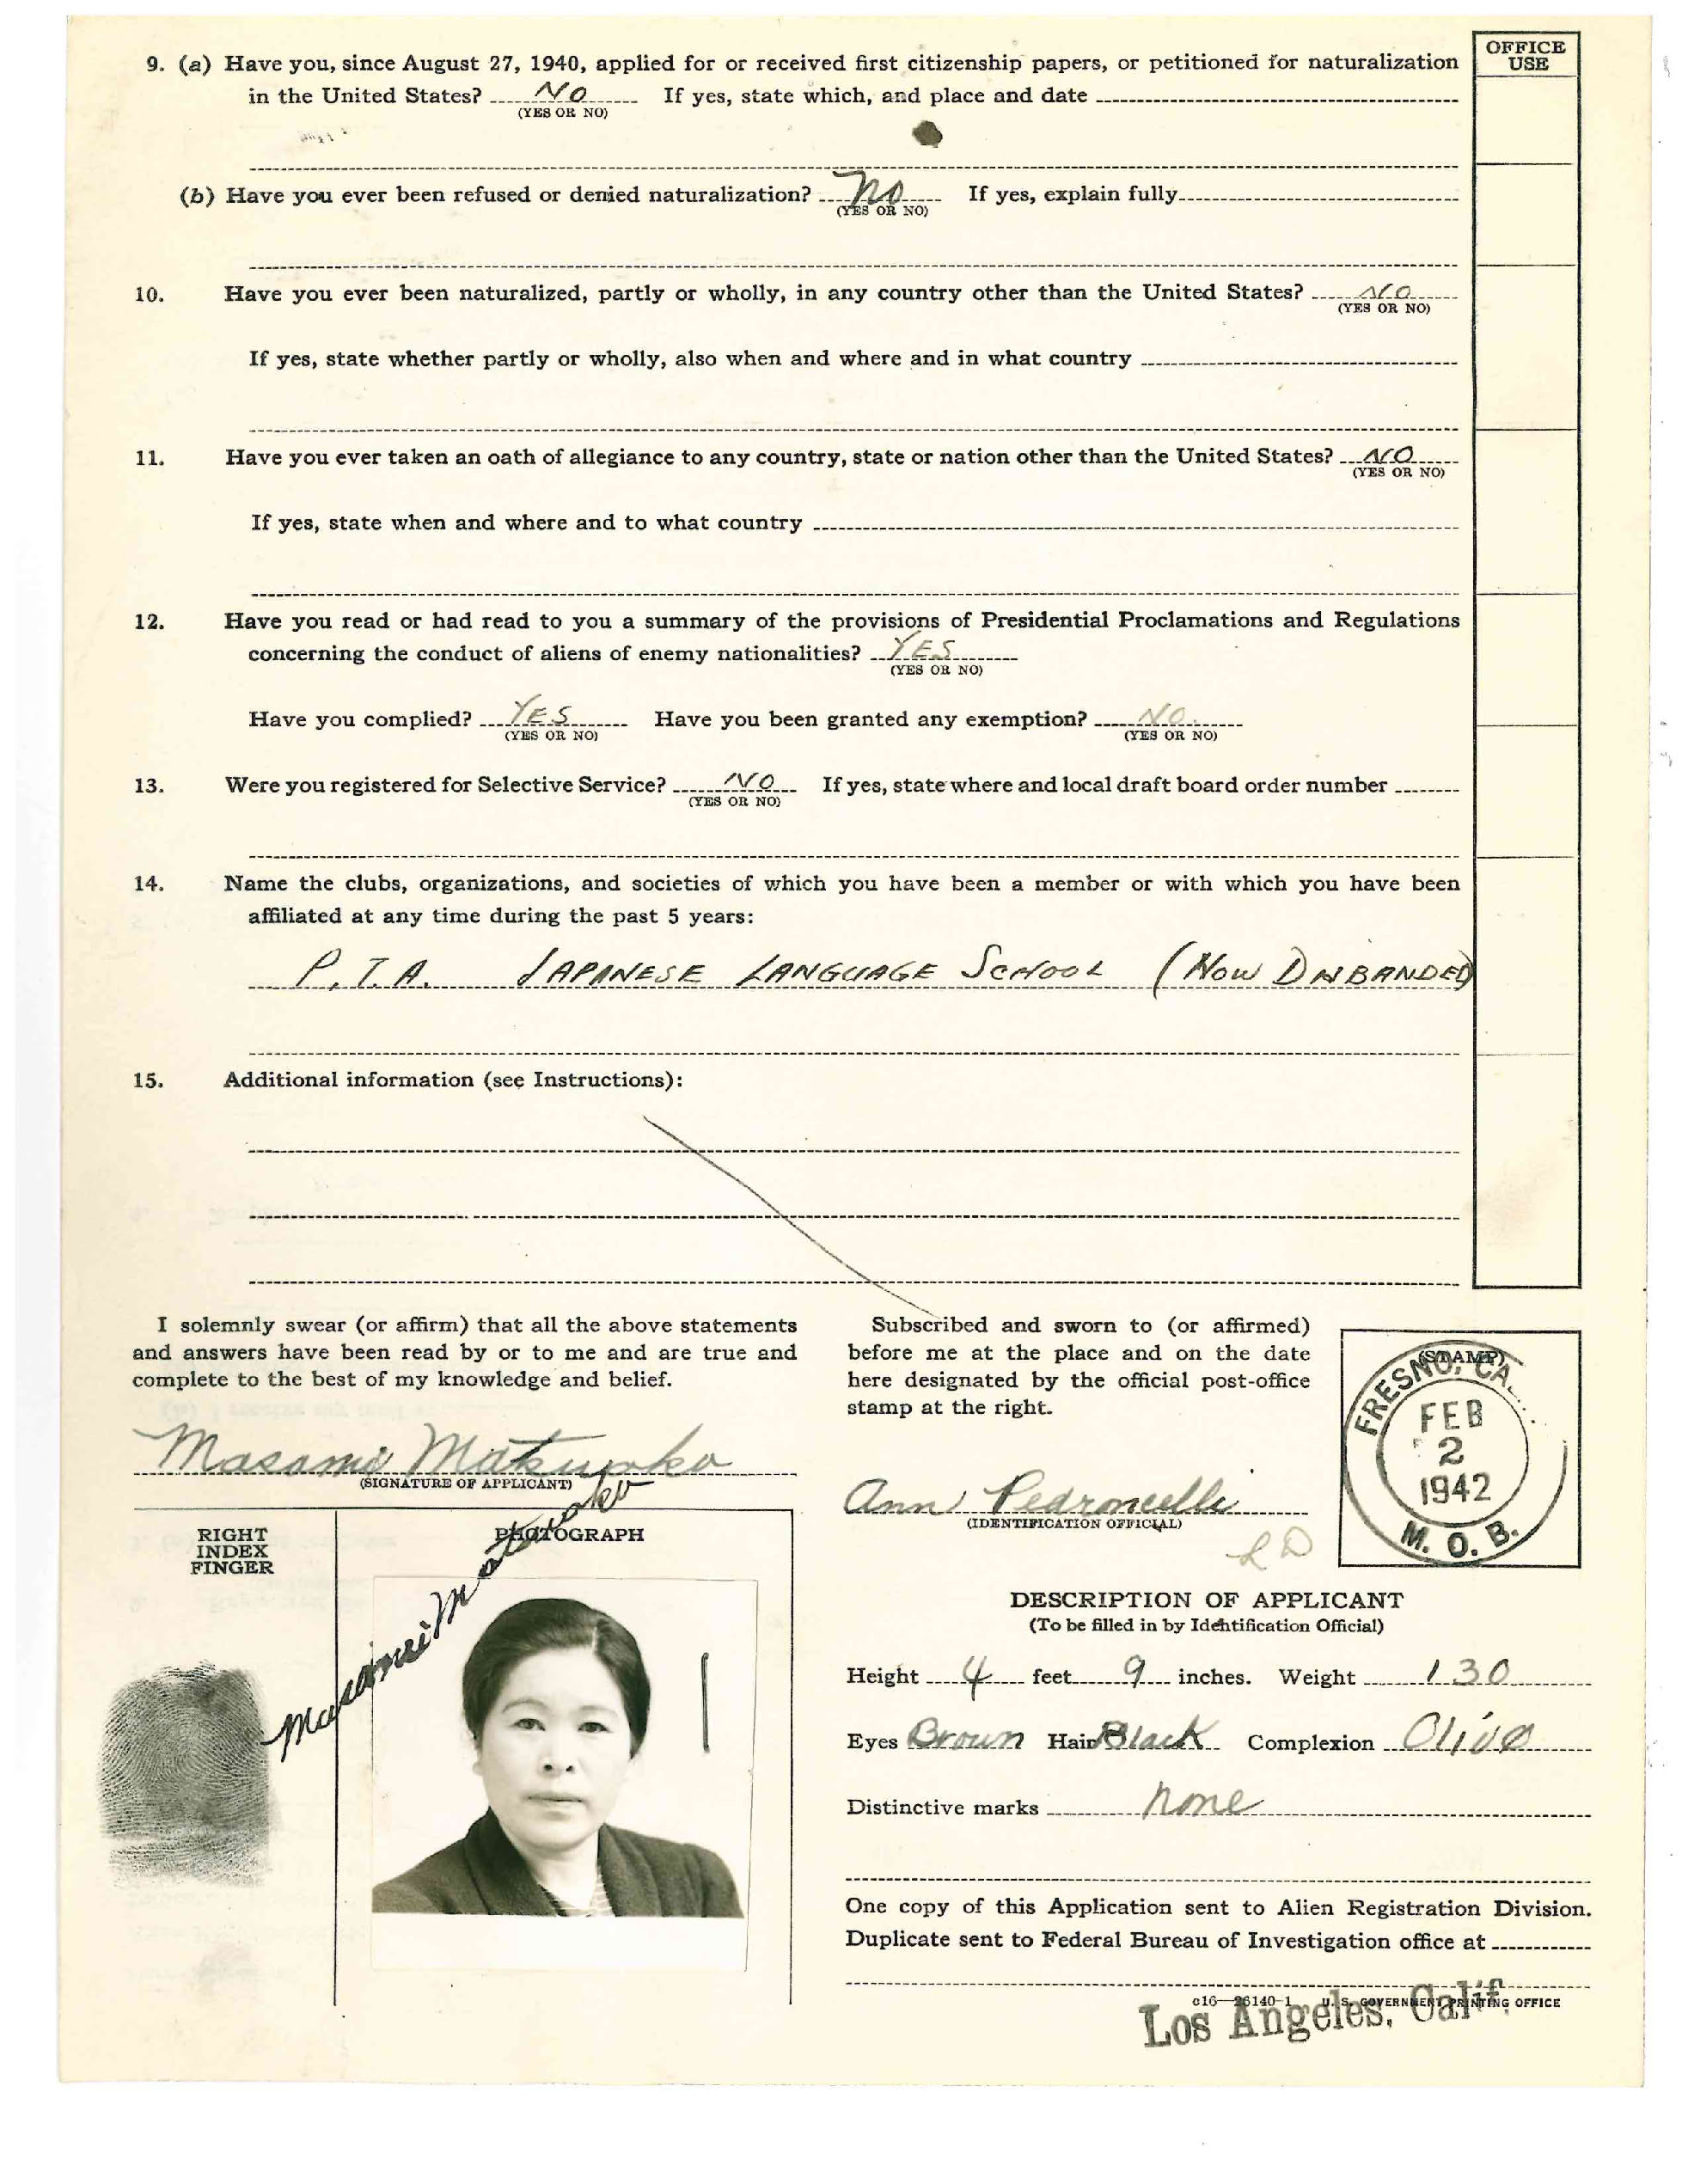 OFFICE
USE
9. (a) Have you, since August 27, 1940, applied for or received first citizenship papers, or petitioned for naturalization
in the United States? NO If yes, state which, and place and date
(YES OR NO)
(b) Have you ever been refused or denied naturalization? no If yes, explain fully
(YES OR NO)
10. Have you ever been naturalized, partly or wholly, in any country other than the United States? NO
(YES OR NO)
If yes, state whether partly or wholly, also when and where and in what country
11. Have you ever taken an oath of allegiance to any country, state or nation other than the United States? NO
(YES OR NO)
If yes, state when and where and to what country
12. Have you read or had read to you a summary of the provisions of Presidential Proclamations and Regulations
concerning the conduct of aliens of enemy nationalities? YES
(YES OR NO)
Have you complied? YES Have you been granted any exemption? NO.
(YES OR NO) (YES OR NO)
13. Were you registered for Selective Service? NO If yes, state where and local draft board order number
(YES OR NO)
14. Name the clubs, organizations, and societies of which you have been a member or with which you have been
affiliated at any time during the past 5 years:
P.T.A. JAPANESE LANGUAGE SCHOOL (NOW
15. Additional information (see Instructions):
I solemnly swear (or affirm) that all the above statements
and answers have been read by or to me and are true and
complete to the best of my knowledge and belief.
Masami Matsuoka
(SIGNATURE OF APPLICANT)
Subscribed and sworn to (or affirmed)
before me at the place and on the date
here designated by the official post-office
stamp at the right.
Ann Pedroncelli
(IDENTIFICATION OFFICIAL)
(STAMP)
FRESNO, CA.
FEB
2
1942
M. O. B.
RIGHT
INDEX
FINGER
PHOTOGRAPH
Masami Matsuoka
DESCRIPTION OF APPLICANT
(To be filled in by Identification Official)
Height 4 feet 9 inches. Weight 130
Eyes Brown Hair Black Complexion Olive
Distinctive marks none
One copy of this Application sent to Alien Registration Division.
Duplicate sent to Federal Bureau of Investigation office at
c16—26140-1 U. S. GOVERNMENT PRINTING OFFICE
Los Angeles, Calif.